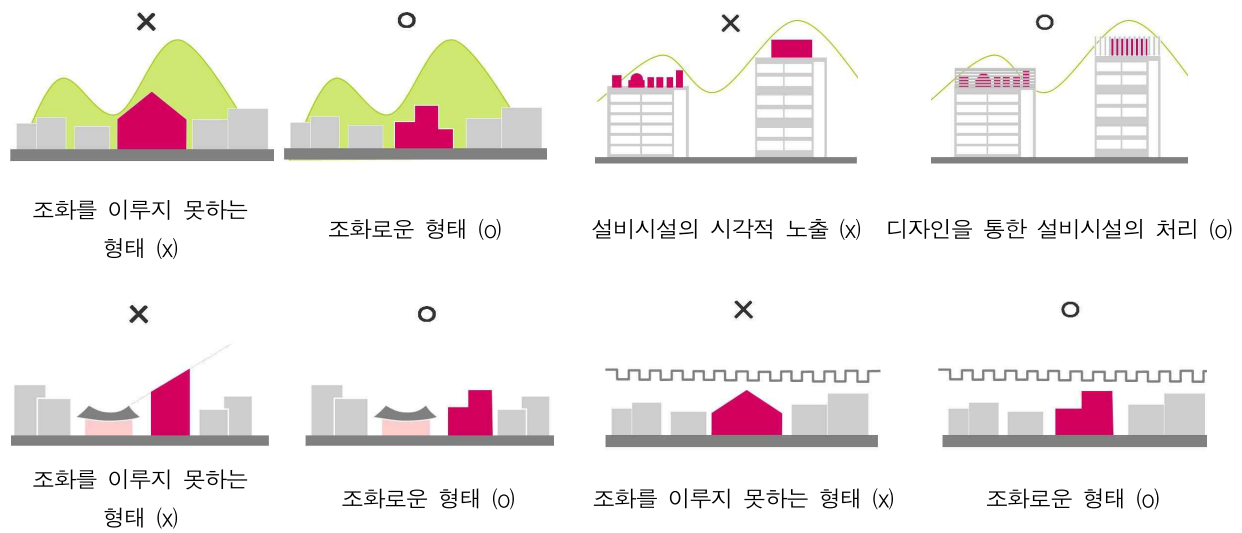 조화를 이루지 못하는
형태 (x)
조화로운 형태 (o)
설비시설의 시각적 노출 (x)
디자인을 통한 설비시설의 처리 (o)
조화를 이루지 못하는
형태 (x)
조화로운 형태 (o)
조화를 이루지 못하는 형태 (x)
조화로운 형태 (o)